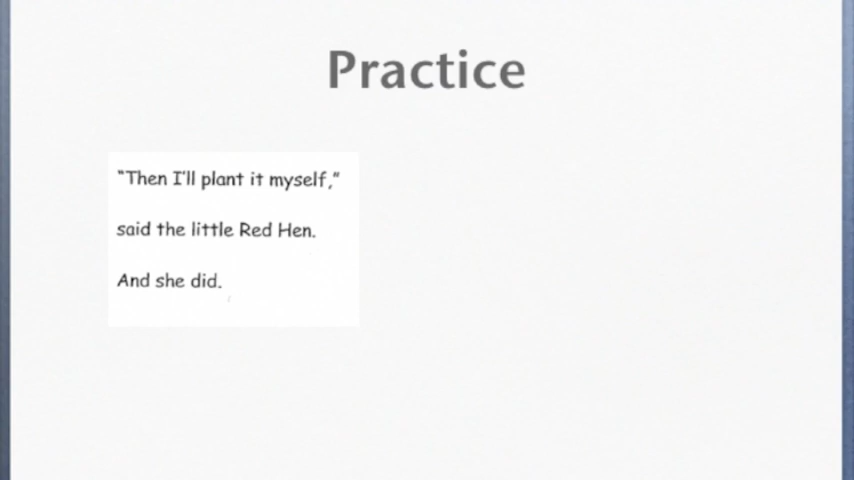 Practice
“Then I'll plant it myself,”
said the little Red Hen.
And she did.